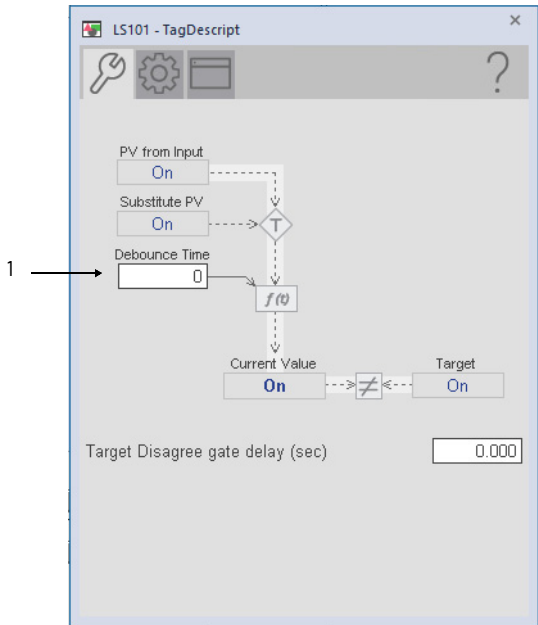 LS101 - TagDescript
×
?
PV from Input
On
Substitute PV
On
T
Debounce Time
1
0
f(t)
Current Value
On
≠
Target
On
Target Disagree gate delay (sec)
0.000